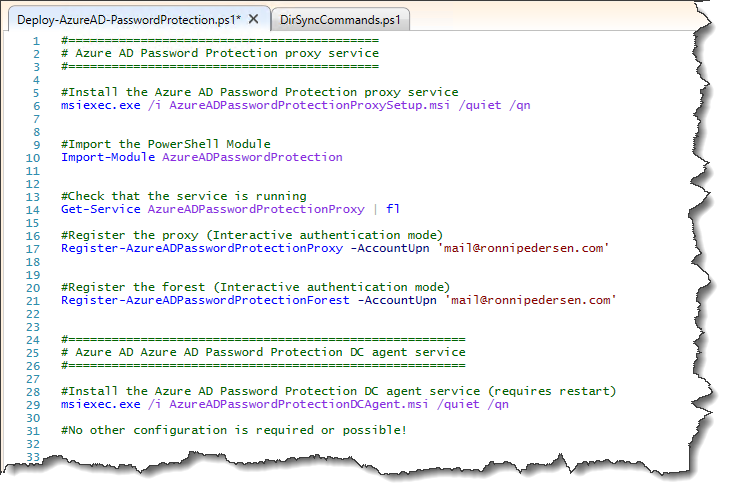 Deploy-AzureAD-PasswordProtection.ps1* X DirSyncCommands.ps1
1 #=========================================
2 # Azure AD Password Protection proxy service
3 #=========================================
4
5 #Install the Azure AD Password Protection proxy service
6 msiexec.exe /i AzureADPasswordProtectionProxySetup.msi /quiet /qn
7
8
9 #Import the PowerShell Module
10 Import-Module AzureADPasswordProtection
11
12
13 #Check that the service is running
14 Get-Service AzureADPasswordProtectionProxy | fl
15
16 #Register the proxy (Interactive authentication mode)
17 Register-AzureADPasswordProtectionProxy -AccountUpn 'mail@ronnipedersen.com'
18
19
20 #Register the forest (Interactive authentication mode)
21 Register-AzureADPasswordProtectionForest -AccountUpn 'mail@ronnipedersen.com'
22
23
24 #====================================================
25 # Azure AD Azure AD Password Protection DC agent service
26 #====================================================
27
28 #Install the Azure AD Password Protection DC agent service (requires restart)
29 msiexec.exe /i AzureADPasswordProtectionDCAgent.msi /quiet /qn
30
31 #No other configuration is required or possible!
32
33